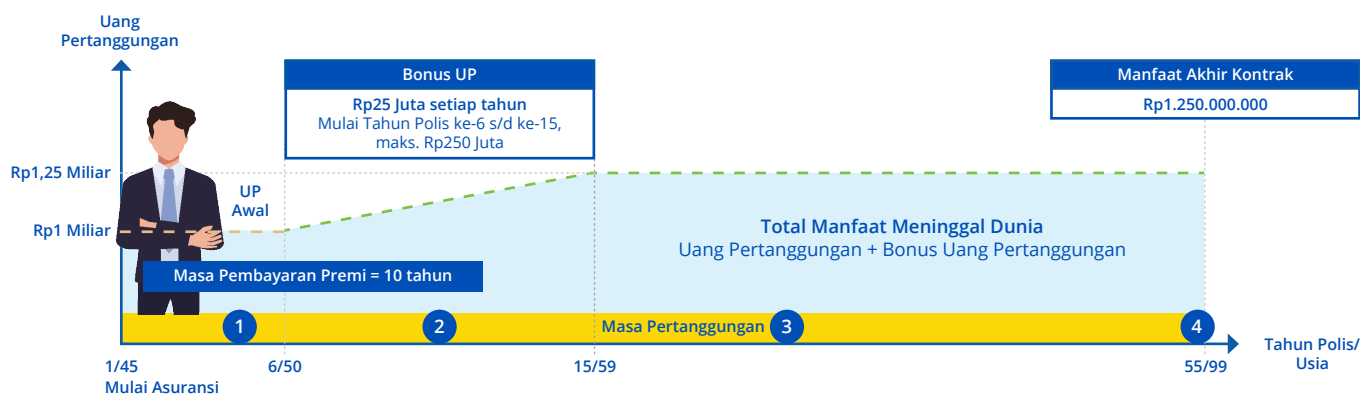 Uang
Pertanggungan
Bonus UP
Rp25 Juta setiap tahun
Mulai Tahun Polis ke-6 s/d ke-15,
maks. Rp250 Juta
Manfaat Akhir Kontrak
Rp1.250.000.000
Rp1,25 Miliar
UP
Awal
Rp1 Miliar
Total Manfaat Meninggal Dunia
Uang Pertanggungan + Bonus Uang Pertanggungan
Masa Pembayaran Premi = 10 tahun
1
2
Masa Pertanggungan
3
4
Tahun Polis/
Usia
1/45
6/50
15/59
55/99
Mulai Asuransi